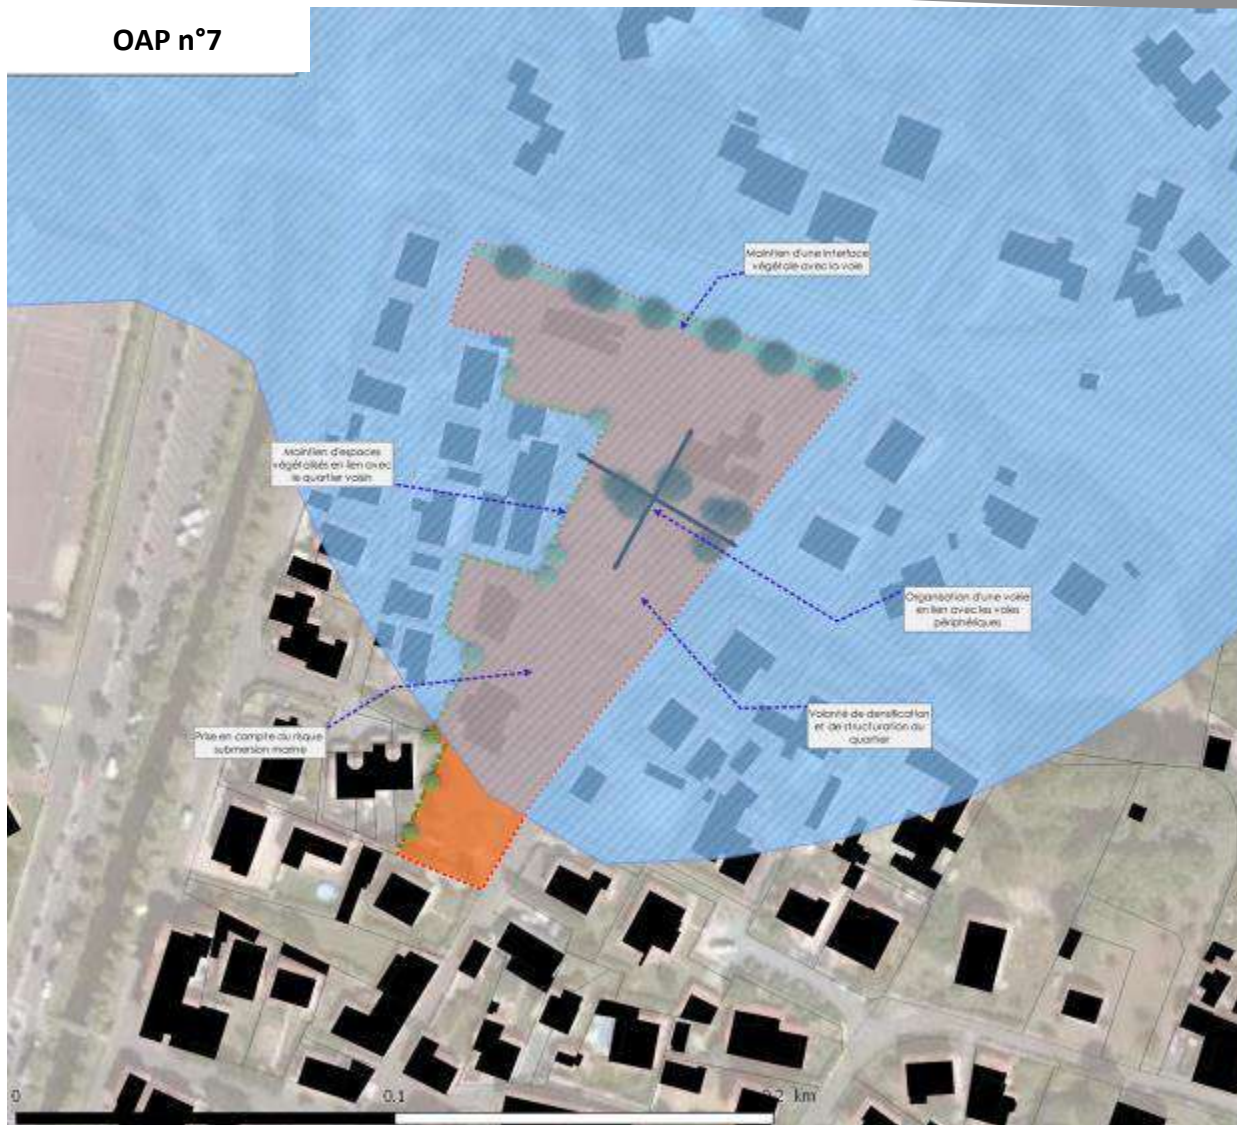 OAP n°7
Maintien d'une interface
végétale avec la voie
Maintien d'espaces
végétalisés en lien avec
le quartier voisin
Organisation d'une voirie
en lien avec les voies
périphériques
Volonté de densification
et de structuration du
quartier
Prise en compte du risque
submersion marine
0
0.1
0.2 km